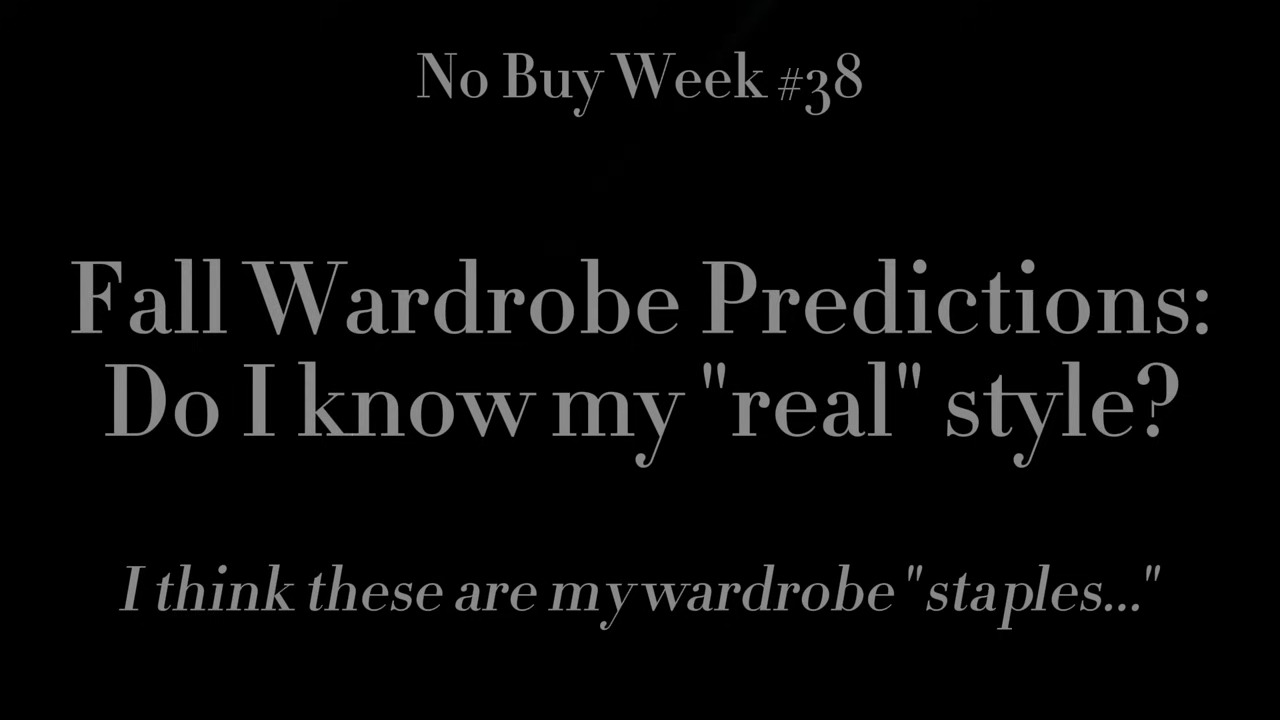 No Buy Week #38
Fall Wardrobe Predictions:
Do I know my "real" style?
I think these are my wardrobe "staples..."